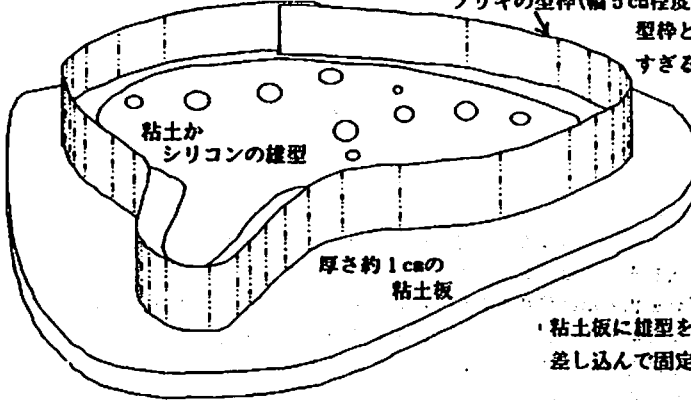 ブリキの型枠(幅5cm程度
型枠と
すぎる
粘土か
シリコンの雄型
厚さ約1cmの
粘土板
粘土板に雄型を
差し込んで固定